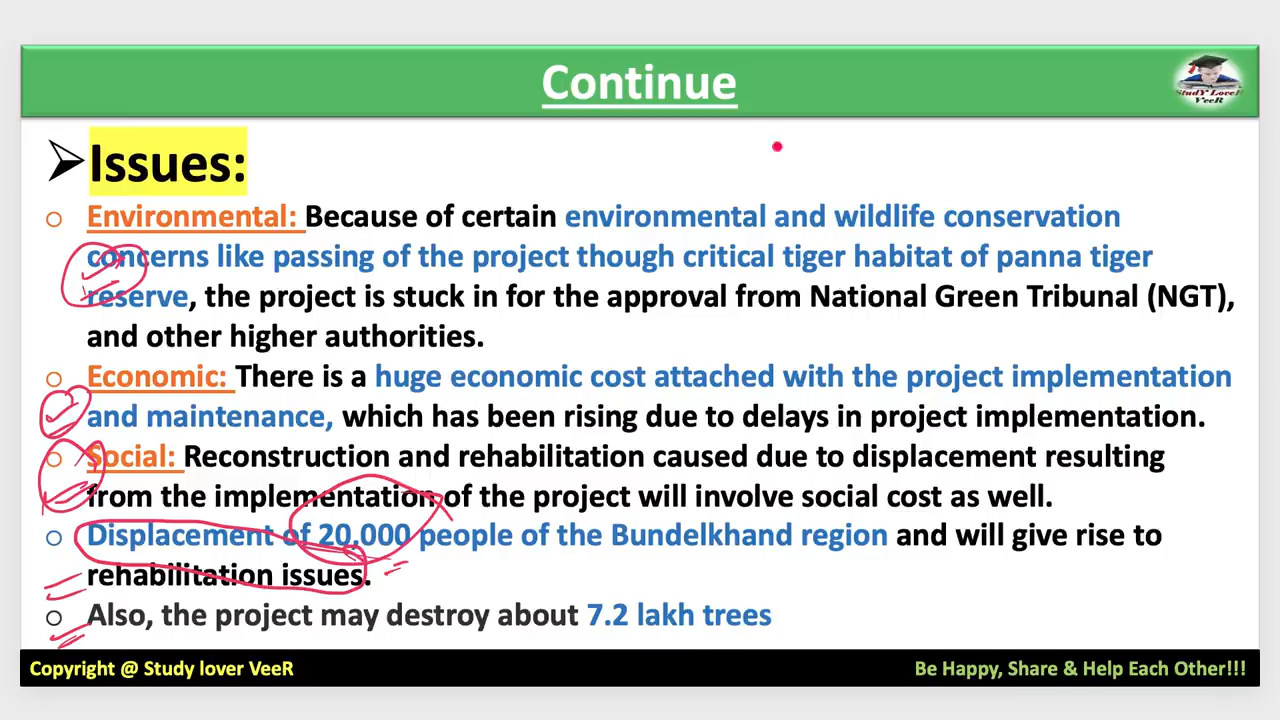 Continue
StudY LoveR
VeeR
Issues:
Environmental: Because of certain environmental and wildlife conservation
concerns like passing of the project though critical tiger habitat of panna tiger
reserve, the project is stuck in for the approval from National Green Tribunal (NGT),
and other higher authorities.
Economic: There is a huge economic cost attached with the project implementation
and maintenance, which has been rising due to delays in project implementation.
Social: Reconstruction and rehabilitation caused due to displacement resulting
from the implementation of the project will involve social cost as well.
Displacement of 20,000 people of the Bundelkhand region and will give rise to
rehabilitation issues.
Also, the project may destroy about 7.2 lakh trees
Copyright @ Study lover VeeR
Be Happy, Share & Help Each Other!!!